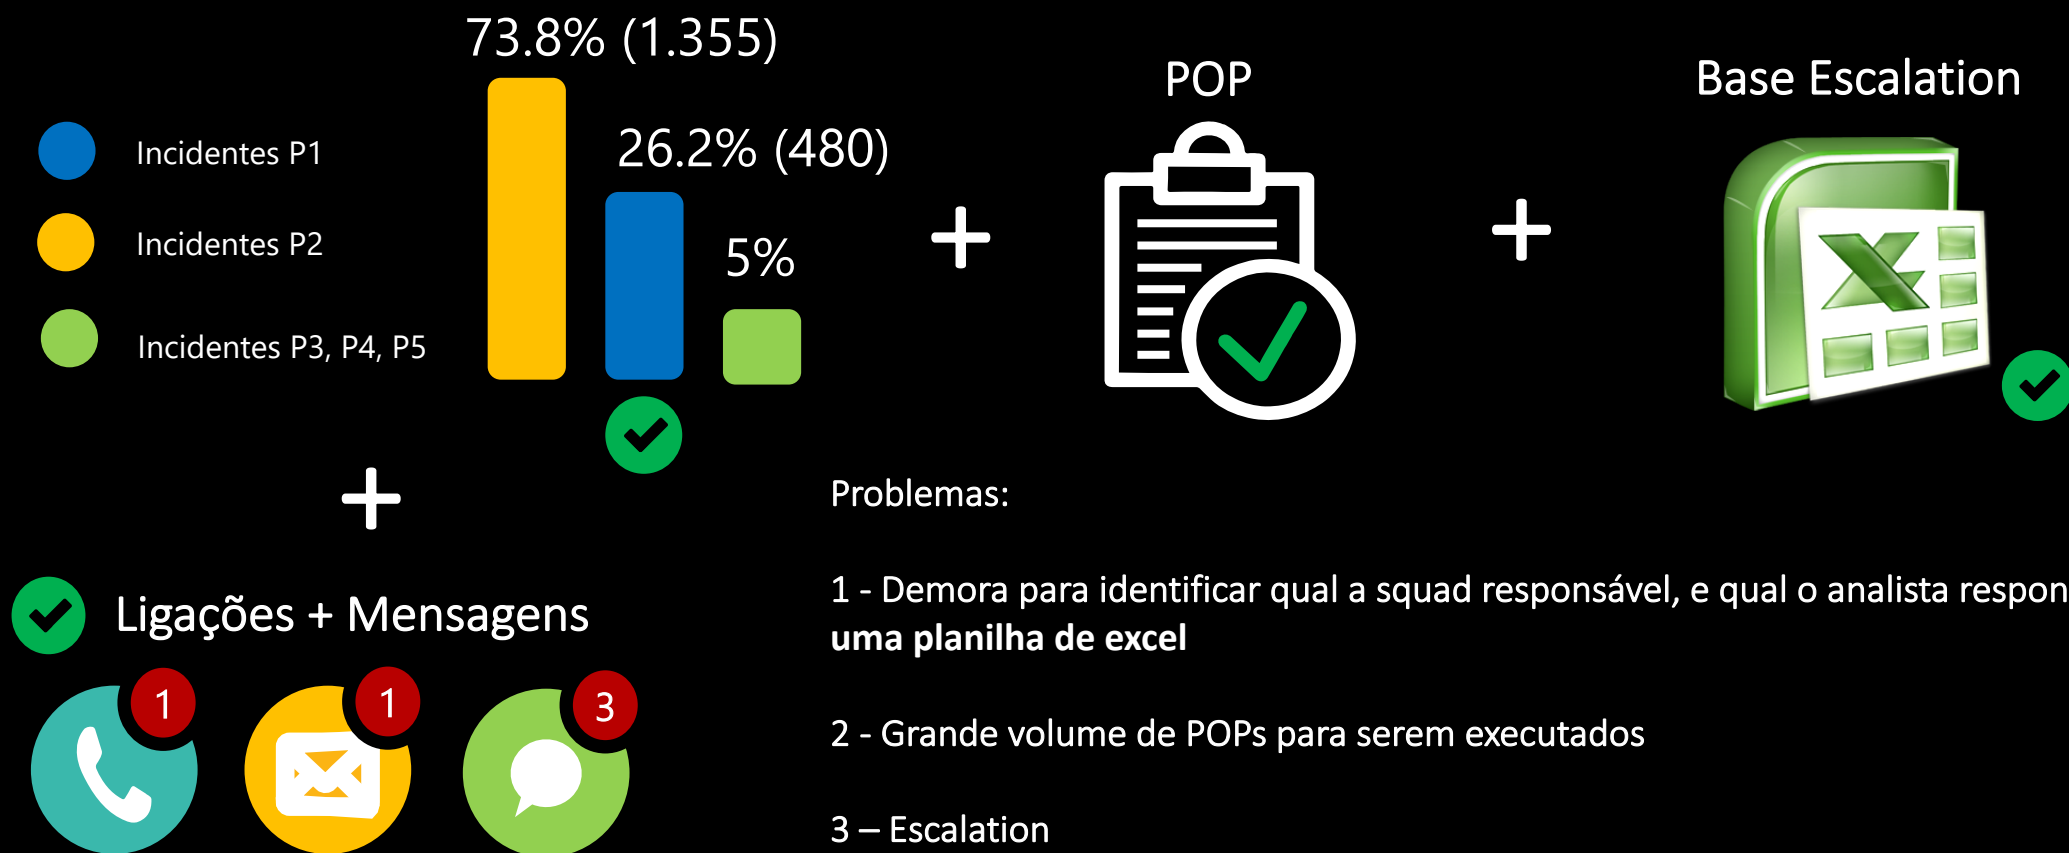 73.8% (1.355)
26.2% (480)
5%
Incidentes P1
Incidentes P2
Incidentes P3, P4, P5
+
POP
+
Base Escalation
+
Ligações + Mensagens
1
1
3
Problemas:
1 - Demora para identificar qual a squad responsável, e qual o analista respon
uma planilha de excel
2 - Grande volume de POPs para serem executados
3 – Escalation